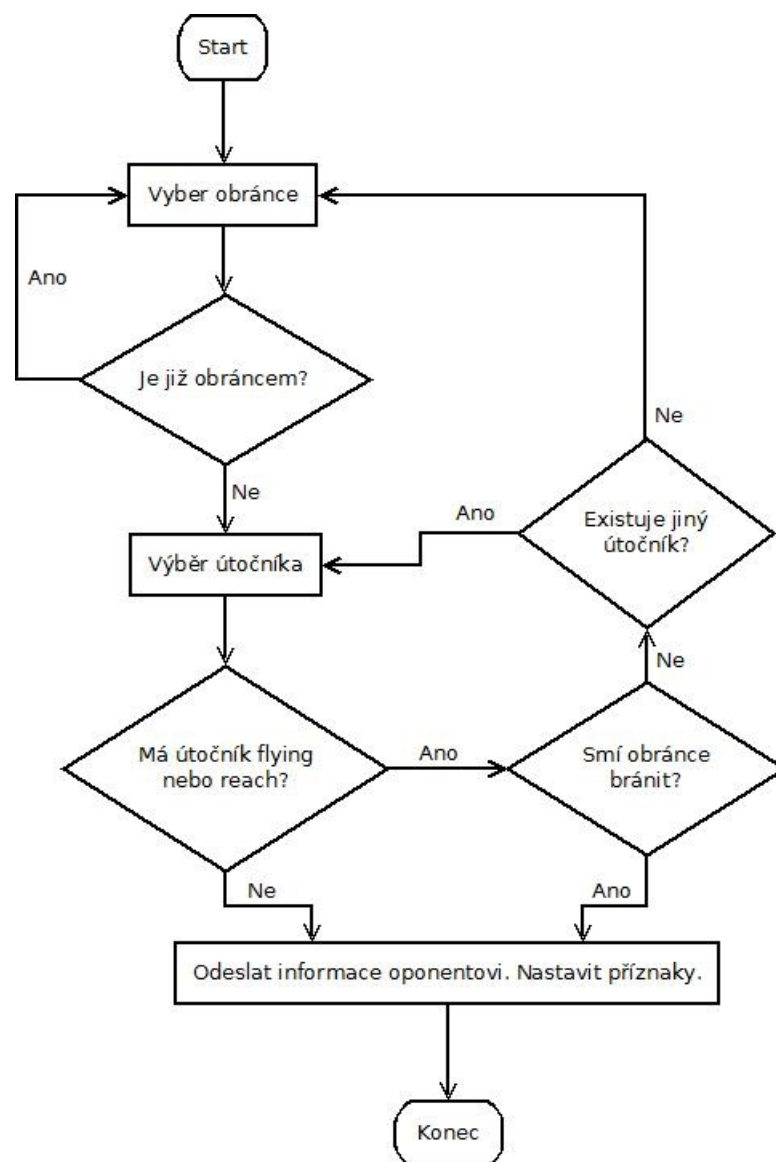 Start
Vyber obránce
Ano
Je již obráncem?
Ne
Ne
Existuje jiný
útočník?
Ano
Výběr útočníka
Ne
Má útočník flying
nebo reach?
Ano
Smí obránce
bránit?
Ne
Ano
Odeslat informace oponentovi. Nastavit příznaky.
Konec